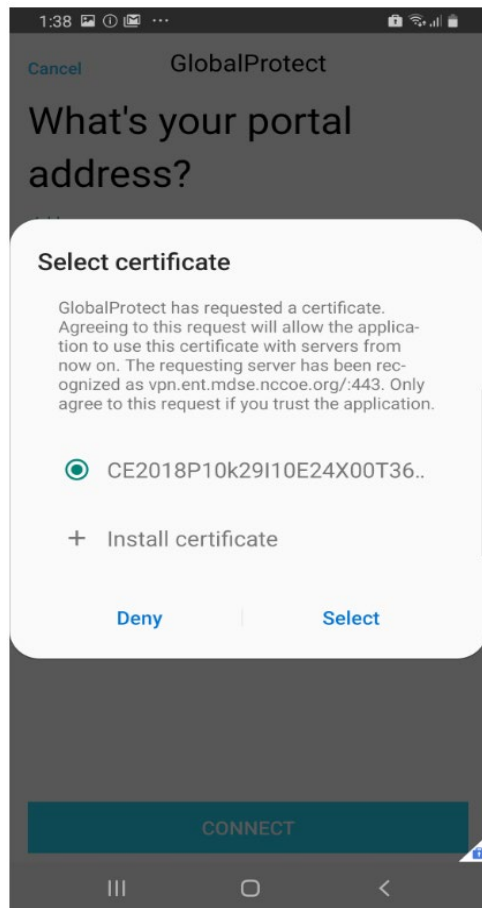 1:38
Cancel GlobalProtect
What's your portal
address?
Select certificate
GlobalProtect has requested a certificate.
Agreeing to this request will allow the applica-
tion to use this certificate with servers from
now on. The requesting server has been rec-
ognized as vpn.ent.mdse.nccoe.org/:443. Only
agree to this request if you trust the application.
CE2018P10k29I10E24X00T36..
+ Install certificate
Deny Select
CONNECT